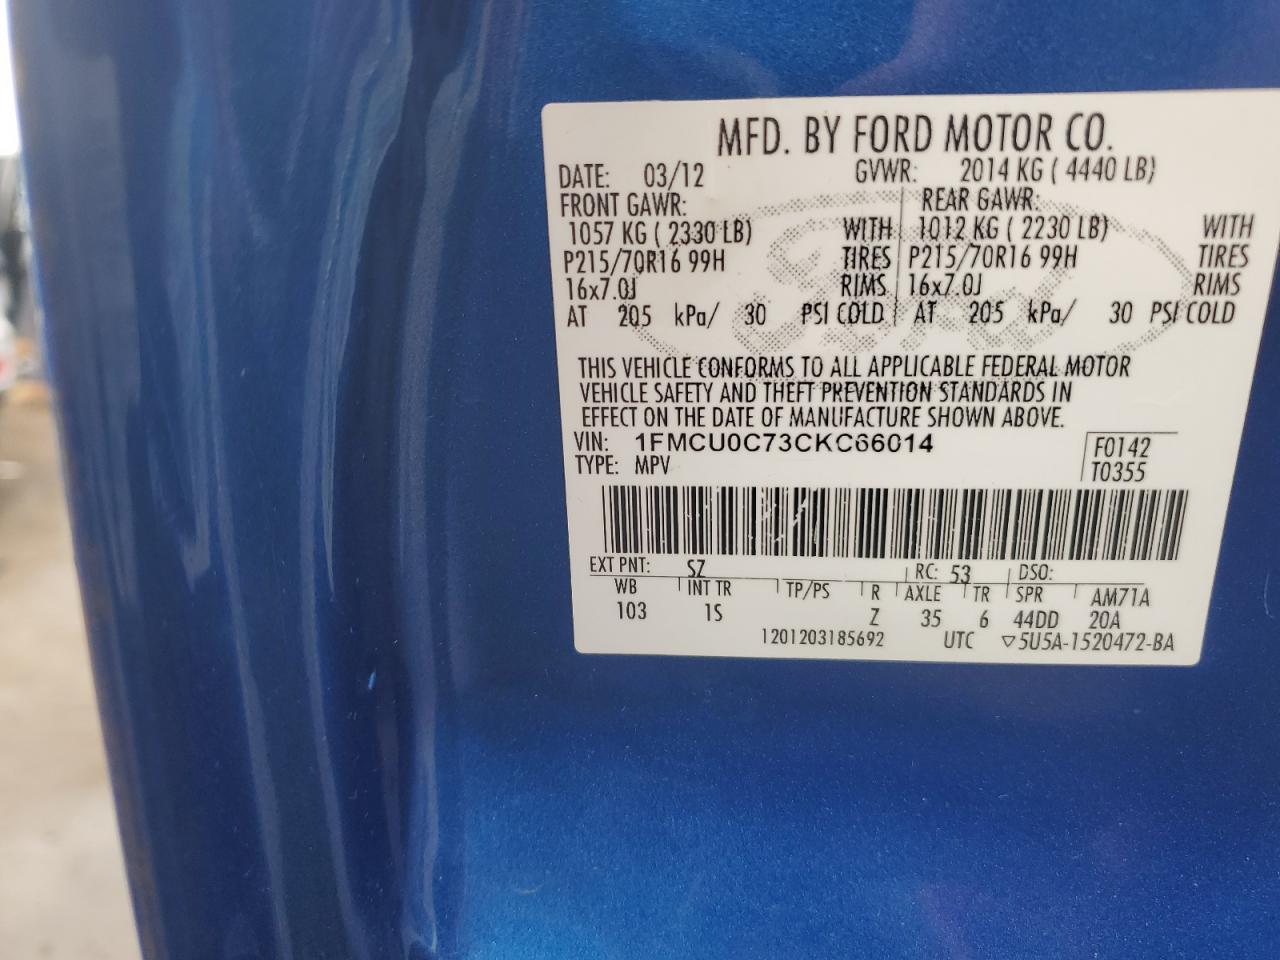 MFD. BY FORD MOTOR CO.
DATE: 03/12 GVWR: 2014 KG ( 4440 LB)
FRONT GAWR: REAR GAWR:
1057 KG ( 2330 LB) WITH 1012 KG ( 2230 LB) WITH
P215/70R16 99H TIRES P215/70R16 99H TIRES
16x7.0J RIMS 16x7.0J RIMS
AT 205 kPa/ 30 PSI COLD AT 205 kPa/ 30 PSI COLD
Ford
THIS VEHICLE CONFORMS TO ALL APPLICABLE FEDERAL MOTOR
VEHICLE SAFETY AND THEFT PREVENTION STANDARDS IN
EFFECT ON THE DATE OF MANUFACTURE SHOWN ABOVE.
VIN: 1FMCU0C73CKC66014 F0142
TYPE: MPV T0355
EXT PNT: SZ RC: 53 DSO:
WB INT TR TP/PS R AXLE TR SPR AM71A
103 1S Z 35 6 44DD 20A
1201203185692 UTC ▽5U5A-1520472-BA